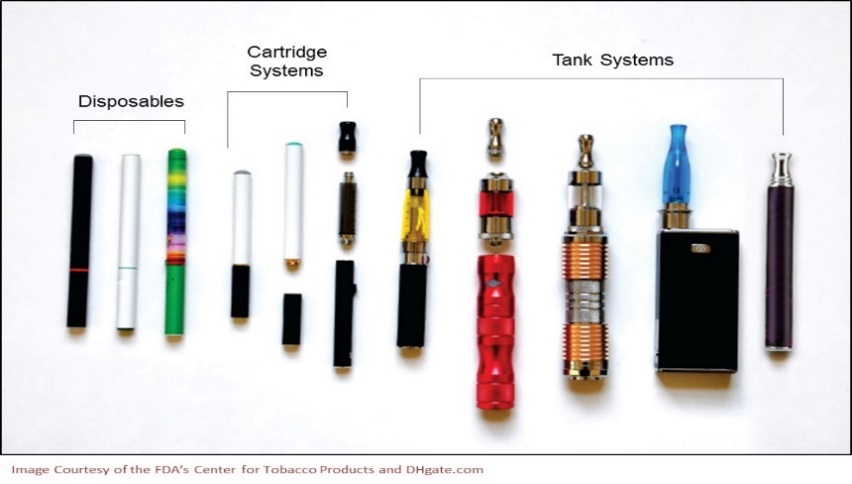 Cartridge
Systems
Tank Systems
Disposables
Image Courtesy of the FDA's Center for Tobacco Products and DHgate.com